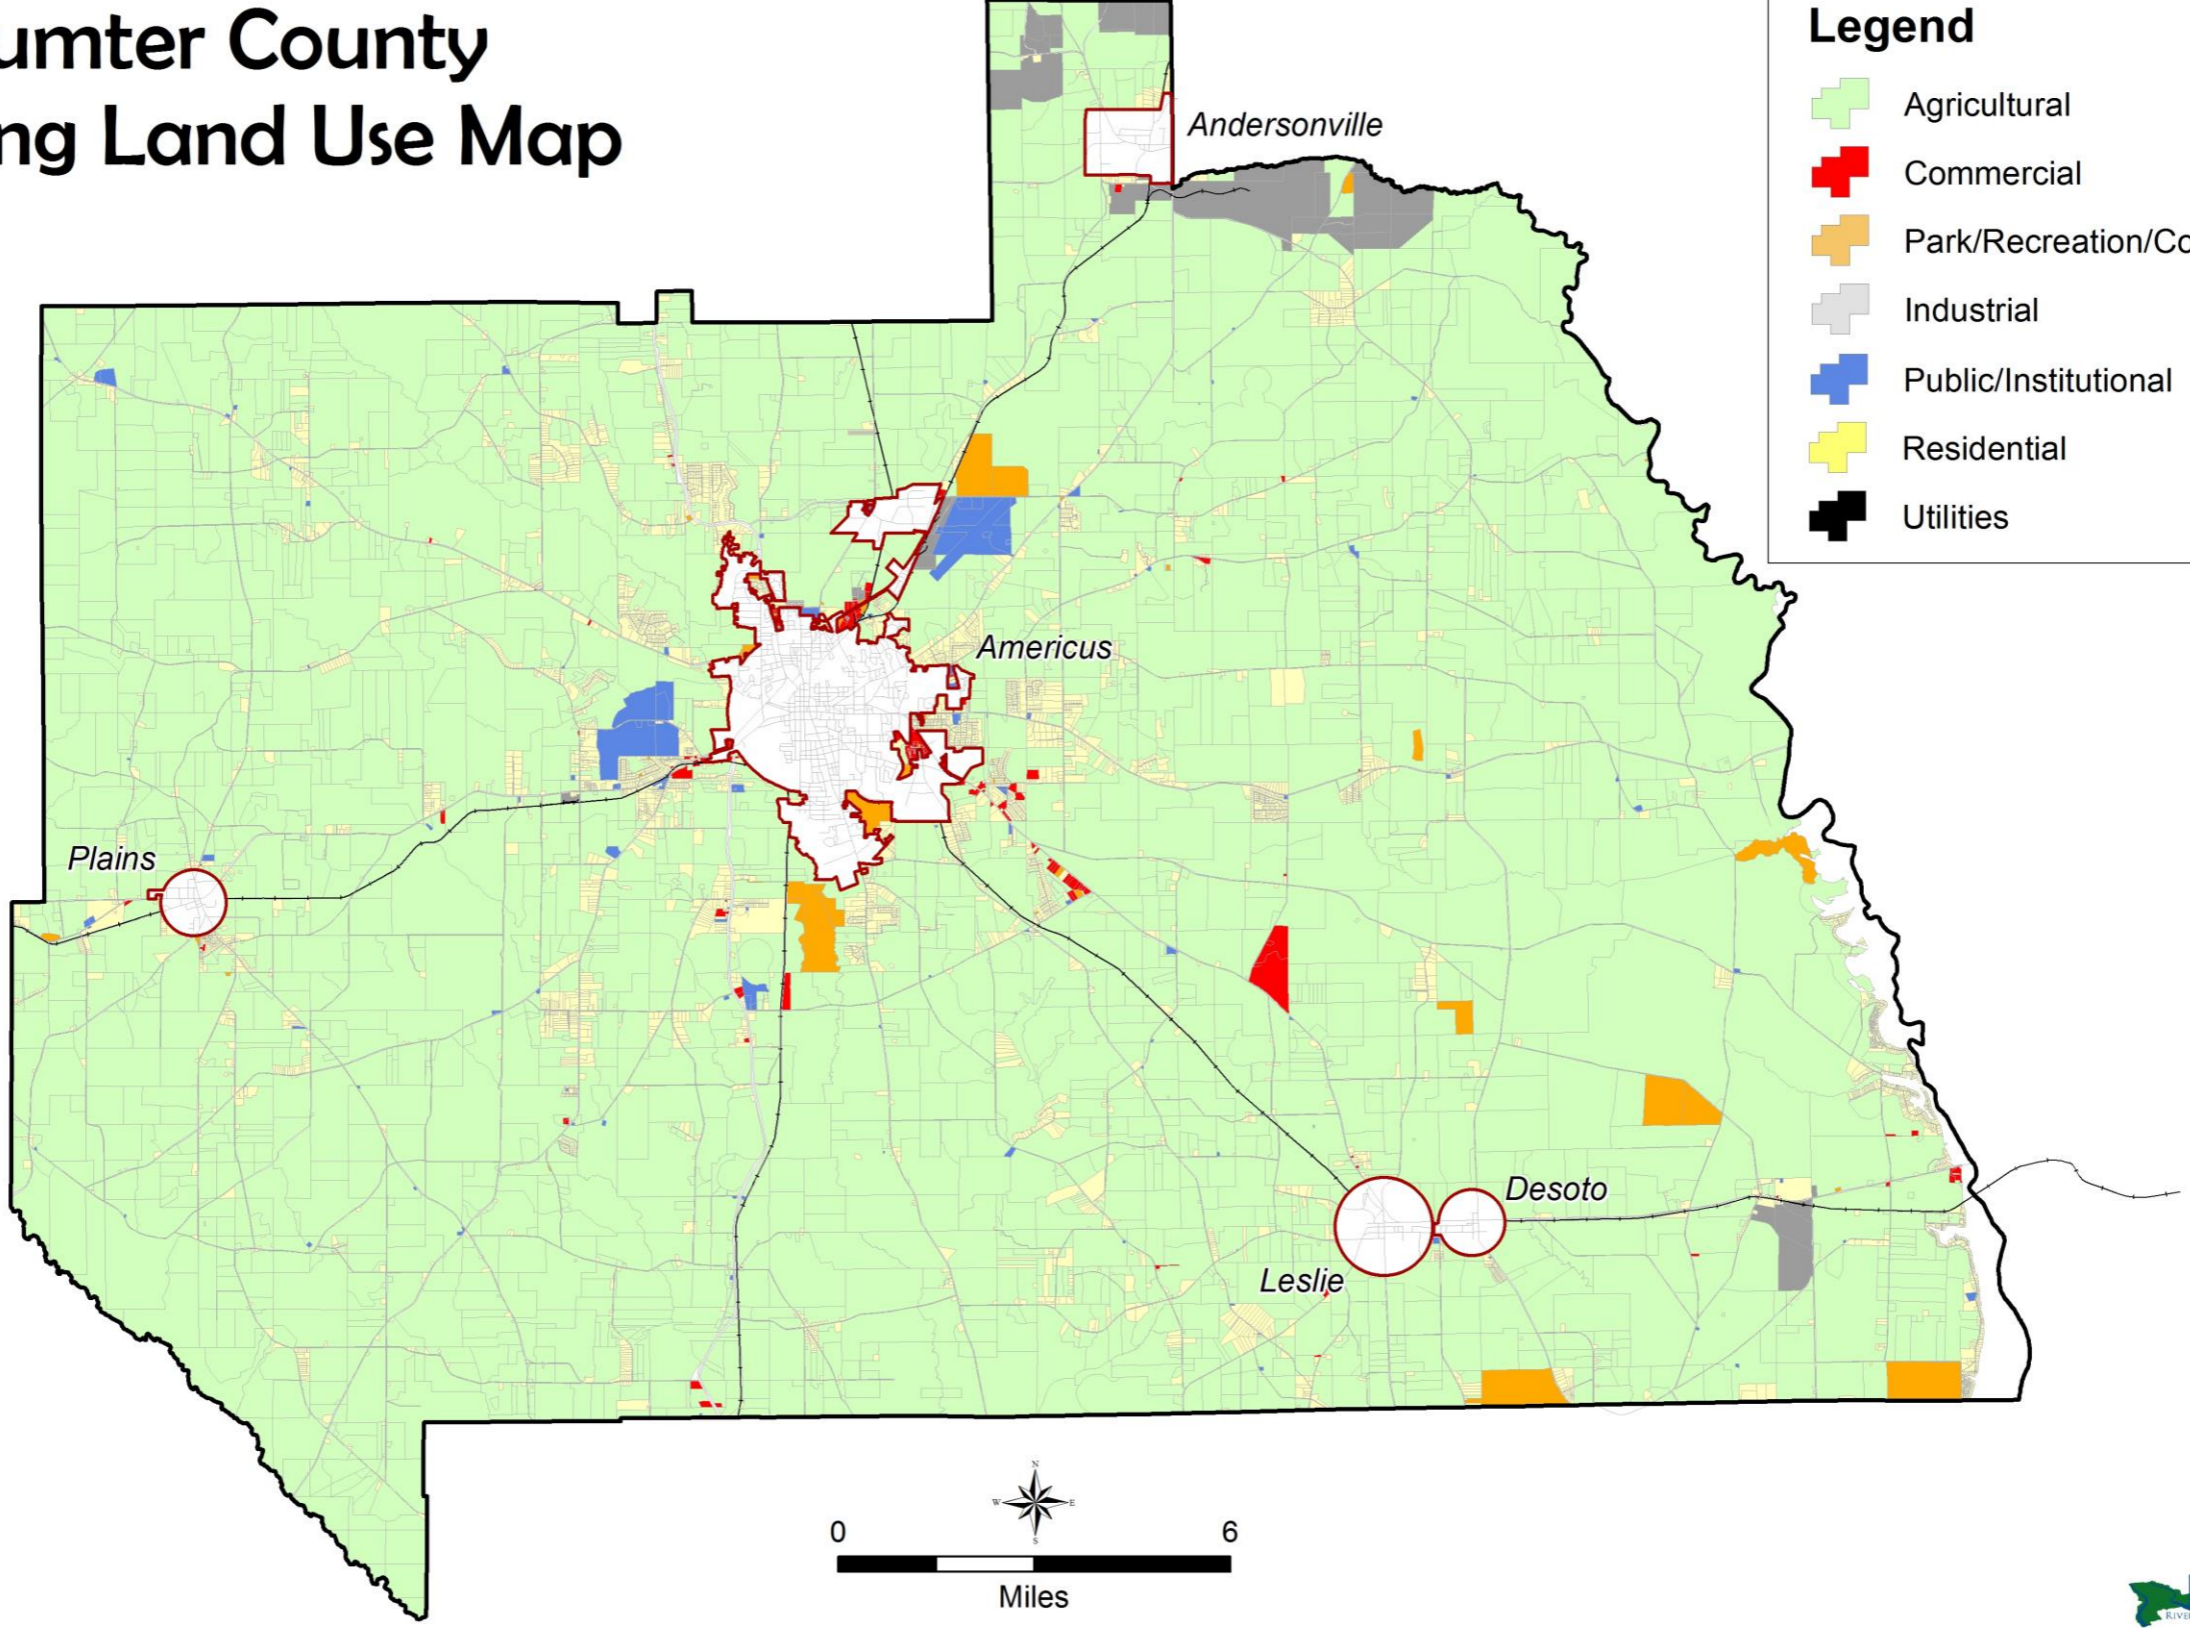 umter County
ng Land Use Map
Legend
Agricultural
Commercial
Park/Recreation/Co
Industrial
Public/Institutional
Residential
Utilities
Andersonville
Americus
Plains
Desoto
Leslie
N
W E
S
0 6
Miles
RIVE